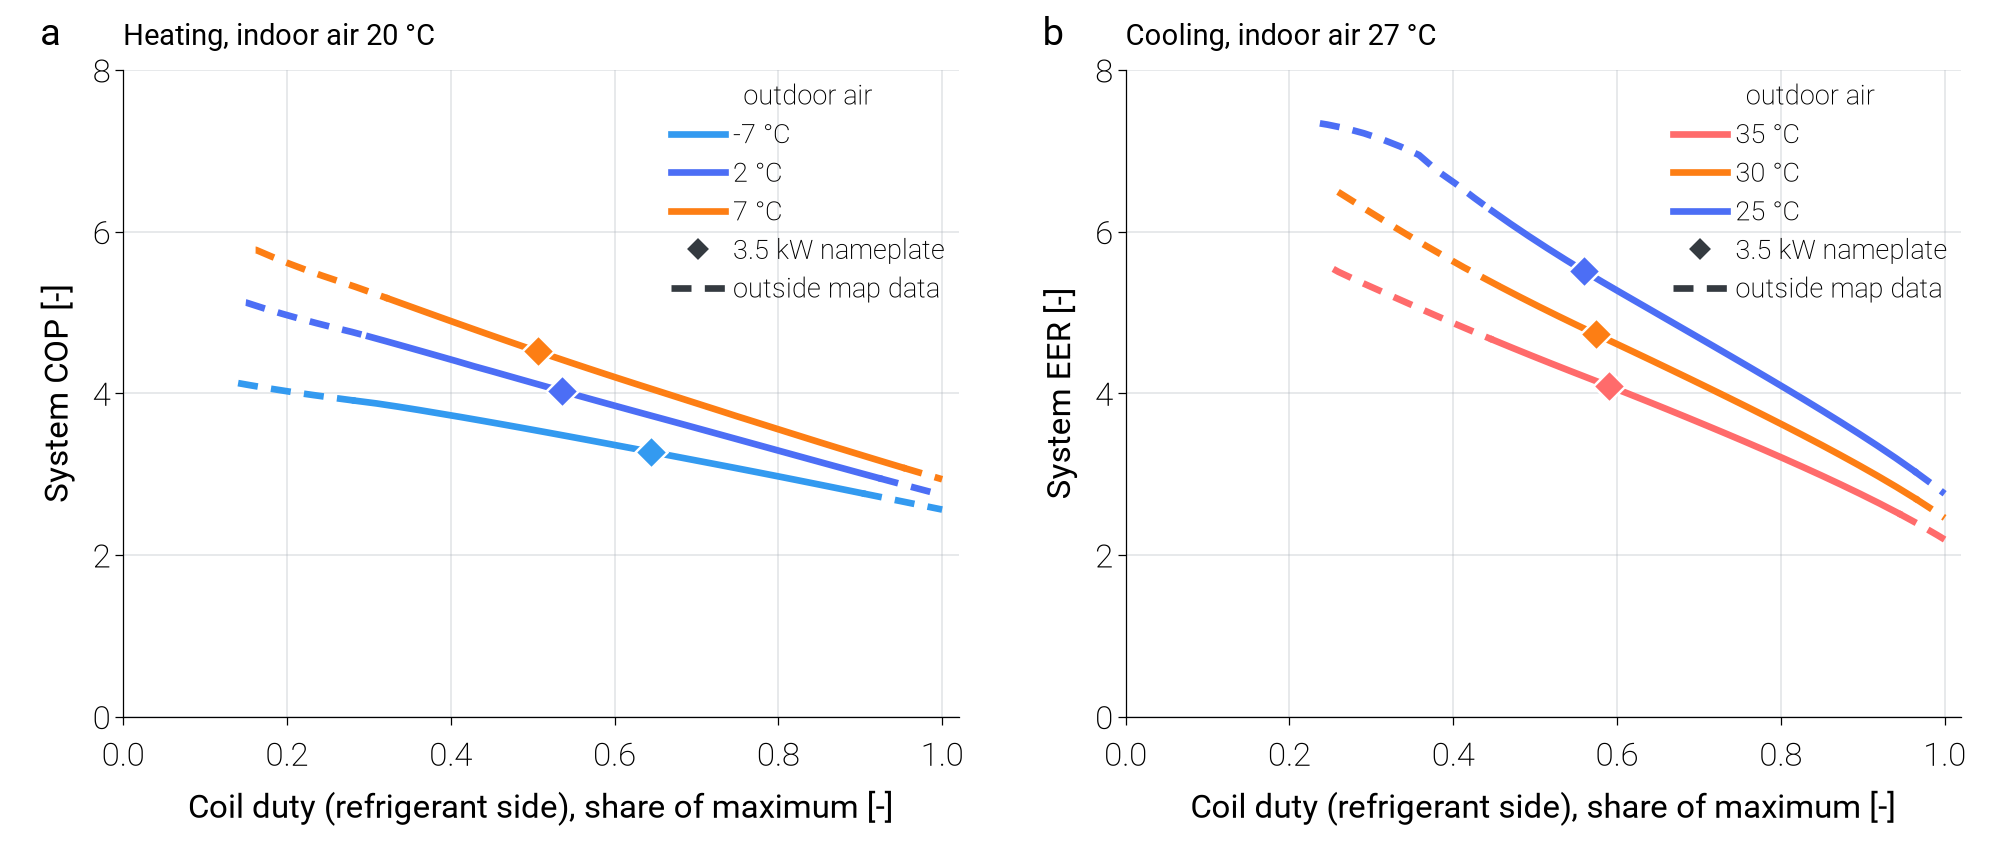 a
Heating, indoor air 20 °C
8
6
4
2
0
0.0 0.2 0.4 0.6 0.8 1.0
System COP [-]
Coil duty (refrigerant side), share of maximum [-]
outdoor air
-7 °C
2 °C
7 °C
3.5 kW nameplate
outside map data
b
Cooling, indoor air 27 °C
8
6
4
2
0
0.0 0.2 0.4 0.6 0.8 1.0
System EER [-]
Coil duty (refrigerant side), share of maximum [-]
outdoor air
35 °C
30 °C
25 °C
3.5 kW nameplate
outside map data